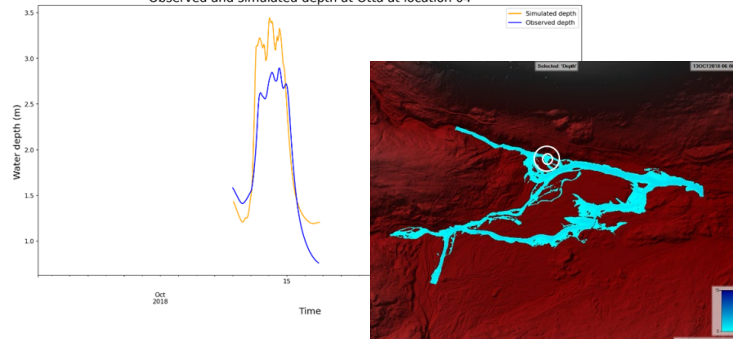 Observed and simulated depth at Otta at location 04
Simulated depth
Observed depth
3.5
3.0
2.5
2.0
1.5
1.0
Water depth (m)
Oct
2018
15
Time
Selected: 'Depth'